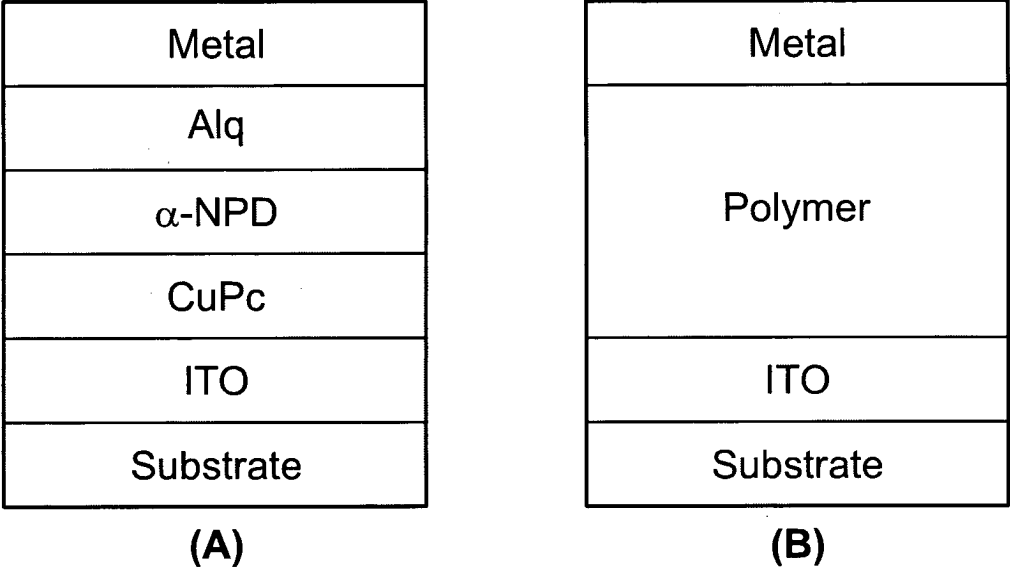 Metal
Alq
α-NPD
CuPc
ITO
Substrate
(A)
Metal
Polymer
ITO
Substrate
(B)